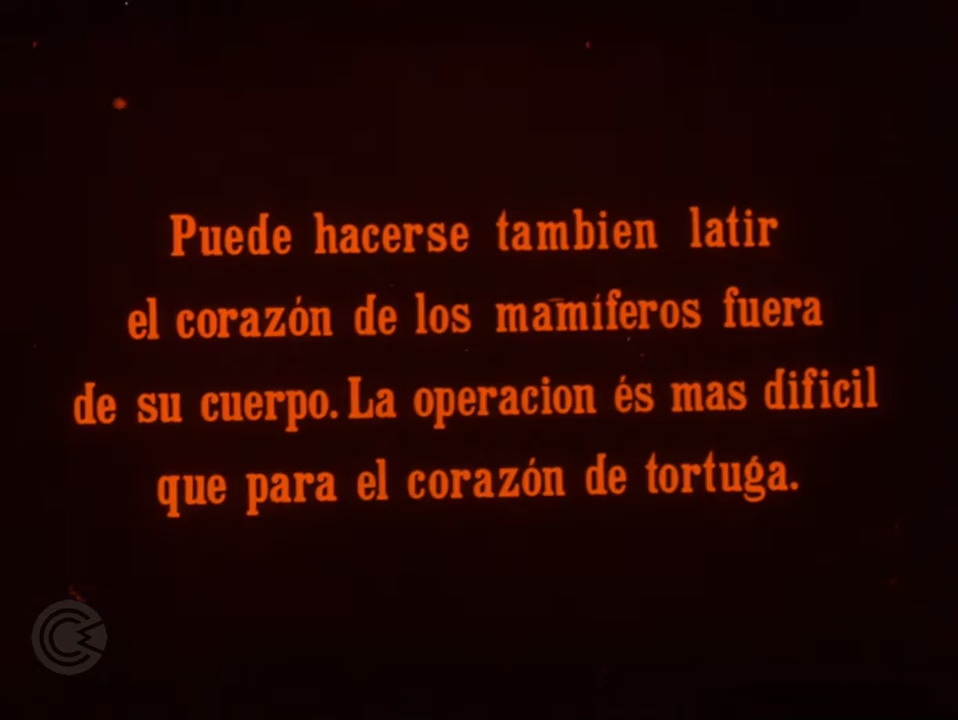 Puede hacerse tambien latir
el corazón de los mamíferos fuera
de su cuerpo. La operacion és mas dificil
que para el corazón de tortuga.